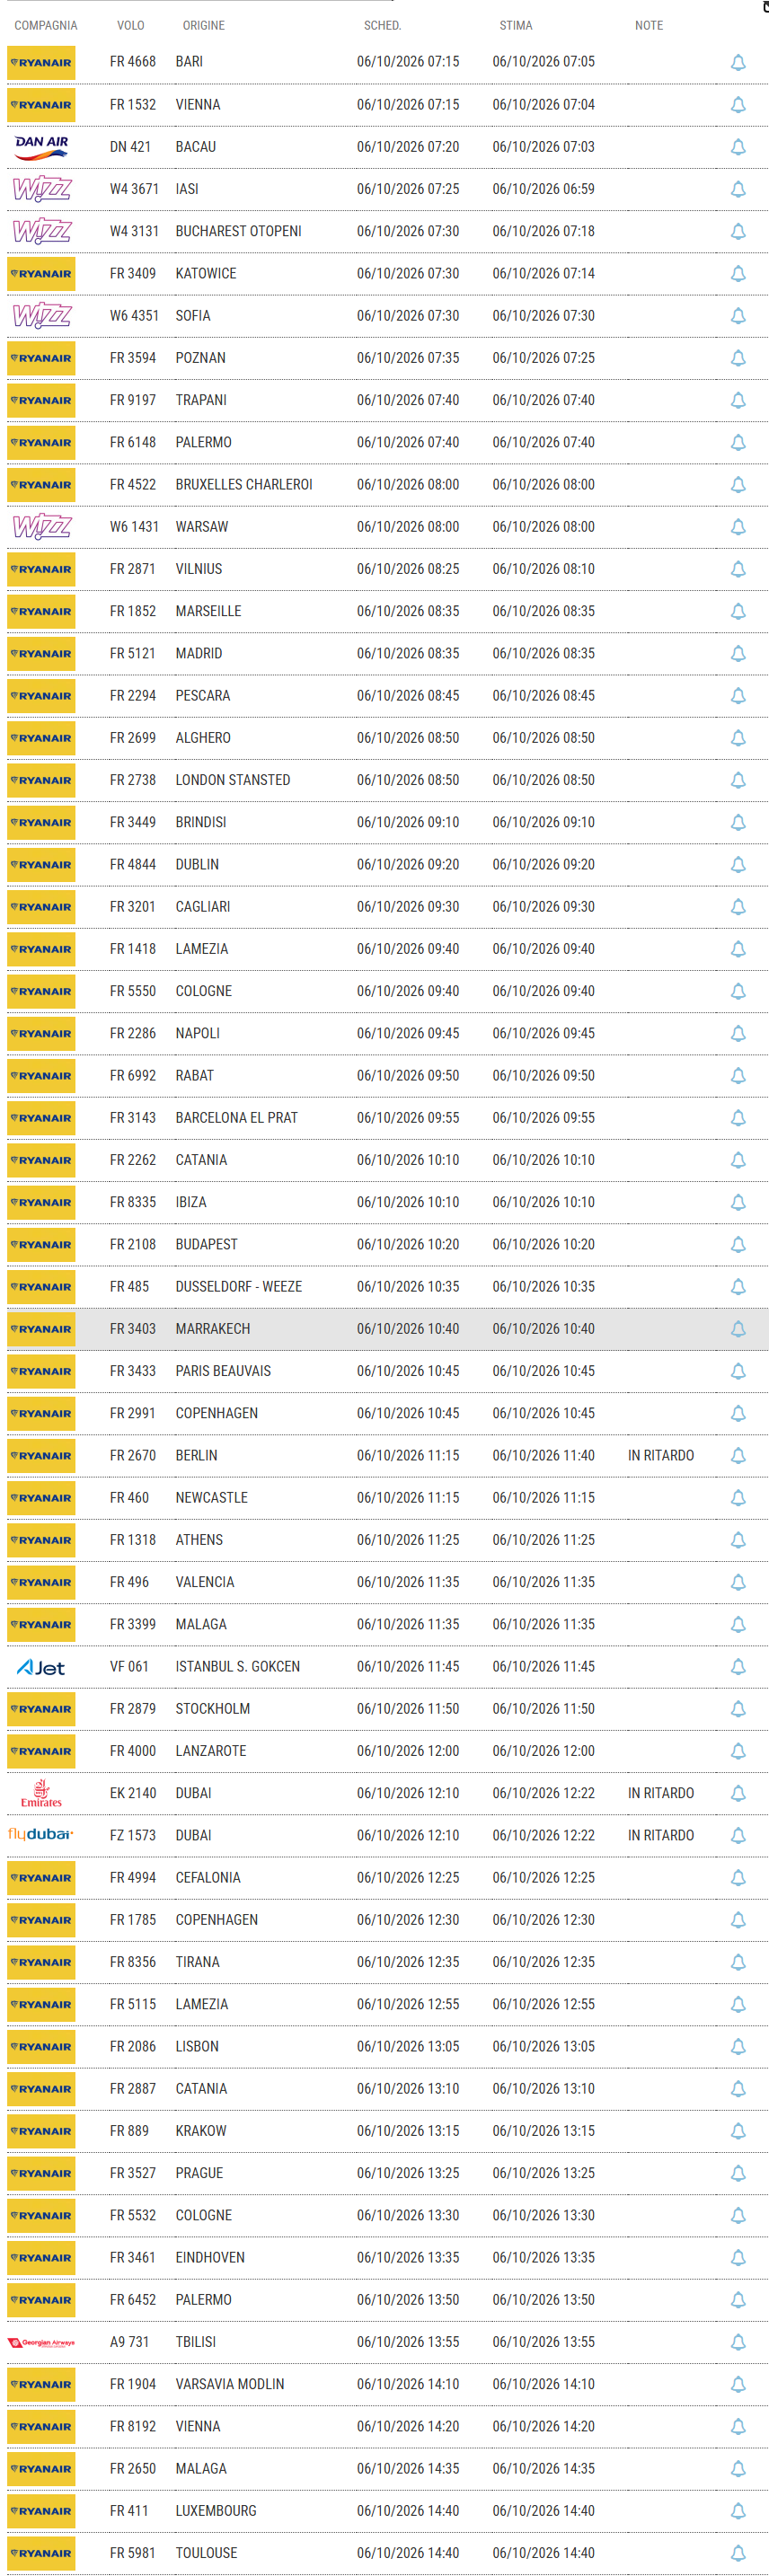 COMPAGNIA VOLO ORIGINE SCHED. STIMA NOTE
RYANAIR FR 4668 BARI 06/10/2026 07:15 06/10/2026 07:05
RYANAIR FR 1532 VIENNA 06/10/2026 07:15 06/10/2026 07:04
DAN AIR DN 421 BACAU 06/10/2026 07:20 06/10/2026 07:03
WIZZ W4 3671 IASI 06/10/2026 07:25 06/10/2026 06:59
WIZZ W4 3131 BUCHAREST OTOPENI 06/10/2026 07:30 06/10/2026 07:18
RYANAIR FR 3409 KATOWICE 06/10/2026 07:30 06/10/2026 07:14
WIZZ W6 4351 SOFIA 06/10/2026 07:30 06/10/2026 07:30
RYANAIR FR 3594 POZNAN 06/10/2026 07:35 06/10/2026 07:25
RYANAIR FR 9197 TRAPANI 06/10/2026 07:40 06/10/2026 07:40
RYANAIR FR 6148 PALERMO 06/10/2026 07:40 06/10/2026 07:40
RYANAIR FR 4522 BRUXELLES CHARLEROI 06/10/2026 08:00 06/10/2026 08:00
WIZZ W6 1431 WARSAW 06/10/2026 08:00 06/10/2026 08:00
RYANAIR FR 2871 VILNIUS 06/10/2026 08:25 06/10/2026 08:10
RYANAIR FR 1852 MARSEILLE 06/10/2026 08:35 06/10/2026 08:35
RYANAIR FR 5121 MADRID 06/10/2026 08:35 06/10/2026 08:35
RYANAIR FR 2294 PESCARA 06/10/2026 08:45 06/10/2026 08:45
RYANAIR FR 2699 ALGHERO 06/10/2026 08:50 06/10/2026 08:50
RYANAIR FR 2738 LONDON STANSTED 06/10/2026 08:50 06/10/2026 08:50
RYANAIR FR 3449 BRINDISI 06/10/2026 09:10 06/10/2026 09:10
RYANAIR FR 4844 DUBLIN 06/10/2026 09:20 06/10/2026 09:20
RYANAIR FR 3201 CAGLIARI 06/10/2026 09:30 06/10/2026 09:30
RYANAIR FR 1418 LAMEZIA 06/10/2026 09:40 06/10/2026 09:40
RYANAIR FR 5550 COLOGNE 06/10/2026 09:40 06/10/2026 09:40
RYANAIR FR 2286 NAPOLI 06/10/2026 09:45 06/10/2026 09:45
RYANAIR FR 6992 RABAT 06/10/2026 09:50 06/10/2026 09:50
RYANAIR FR 3143 BARCELONA EL PRAT 06/10/2026 09:55 06/10/2026 09:55
RYANAIR FR 2262 CATANIA 06/10/2026 10:10 06/10/2026 10:10
RYANAIR FR 8335 IBIZA 06/10/2026 10:10 06/10/2026 10:10
RYANAIR FR 2108 BUDAPEST 06/10/2026 10:20 06/10/2026 10:20
RYANAIR FR 485 DUSSELDORF - WEEZE 06/10/2026 10:35 06/10/2026 10:35
RYANAIR FR 3403 MARRAKECH 06/10/2026 10:40 06/10/2026 10:40
RYANAIR FR 3433 PARIS BEAUVAIS 06/10/2026 10:45 06/10/2026 10:45
RYANAIR FR 2991 COPENHAGEN 06/10/2026 10:45 06/10/2026 10:45
RYANAIR FR 2670 BERLIN 06/10/2026 11:15 06/10/2026 11:40 IN RITARDO
RYANAIR FR 460 NEWCASTLE 06/10/2026 11:15 06/10/2026 11:15
RYANAIR FR 1318 ATHENS 06/10/2026 11:25 06/10/2026 11:25
RYANAIR FR 496 VALENCIA 06/10/2026 11:35 06/10/2026 11:35
RYANAIR FR 3399 MALAGA 06/10/2026 11:35 06/10/2026 11:35
AJet VF 061 ISTANBUL S. GOKCEN 06/10/2026 11:45 06/10/2026 11:45
RYANAIR FR 2879 STOCKHOLM 06/10/2026 11:50 06/10/2026 11:50
RYANAIR FR 4000 LANZAROTE 06/10/2026 12:00 06/10/2026 12:00
Emirates EK 2140 DUBAI 06/10/2026 12:10 06/10/2026 12:22 IN RITARDO
flydubai FZ 1573 DUBAI 06/10/2026 12:10 06/10/2026 12:22 IN RITARDO
RYANAIR FR 4994 CEFALONIA 06/10/2026 12:25 06/10/2026 12:25
RYANAIR FR 1785 COPENHAGEN 06/10/2026 12:30 06/10/2026 12:30
RYANAIR FR 8356 TIRANA 06/10/2026 12:35 06/10/2026 12:35
RYANAIR FR 5115 LAMEZIA 06/10/2026 12:55 06/10/2026 12:55
RYANAIR FR 2086 LISBON 06/10/2026 13:05 06/10/2026 13:05
RYANAIR FR 2887 CATANIA 06/10/2026 13:10 06/10/2026 13:10
RYANAIR FR 889 KRAKOW 06/10/2026 13:15 06/10/2026 13:15
RYANAIR FR 3527 PRAGUE 06/10/2026 13:25 06/10/2026 13:25
RYANAIR FR 5532 COLOGNE 06/10/2026 13:30 06/10/2026 13:30
RYANAIR FR 3461 EINDHOVEN 06/10/2026 13:35 06/10/2026 13:35
RYANAIR FR 6452 PALERMO 06/10/2026 13:50 06/10/2026 13:50
Georgian Airways A9 731 TBILISI 06/10/2026 13:55 06/10/2026 13:55
RYANAIR FR 1904 VARSAVIA MODLIN 06/10/2026 14:10 06/10/2026 14:10
RYANAIR FR 8192 VIENNA 06/10/2026 14:20 06/10/2026 14:20
RYANAIR FR 2650 MALAGA 06/10/2026 14:35 06/10/2026 14:35
RYANAIR FR 411 LUXEMBOURG 06/10/2026 14:40 06/10/2026 14:40
RYANAIR FR 5981 TOULOUSE 06/10/2026 14:40 06/10/2026 14:40